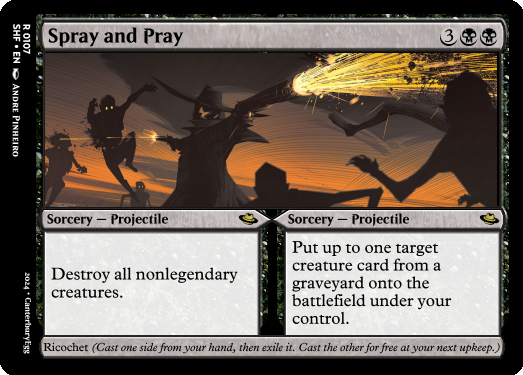 Spray and Pray
3
Sorcery — Projectile
Destroy all nonlegendary
creatures.
Sorcery — Projectile
Put up to one target
creature card from a
graveyard onto the
battlefield under your
control.
Ricochet (Cast one side from your hand, then exile it. Cast the other for free at your next upkeep.)
R 0107
SHF • EN ANDRE PINHEIRO
2024 • CanterburyEgg